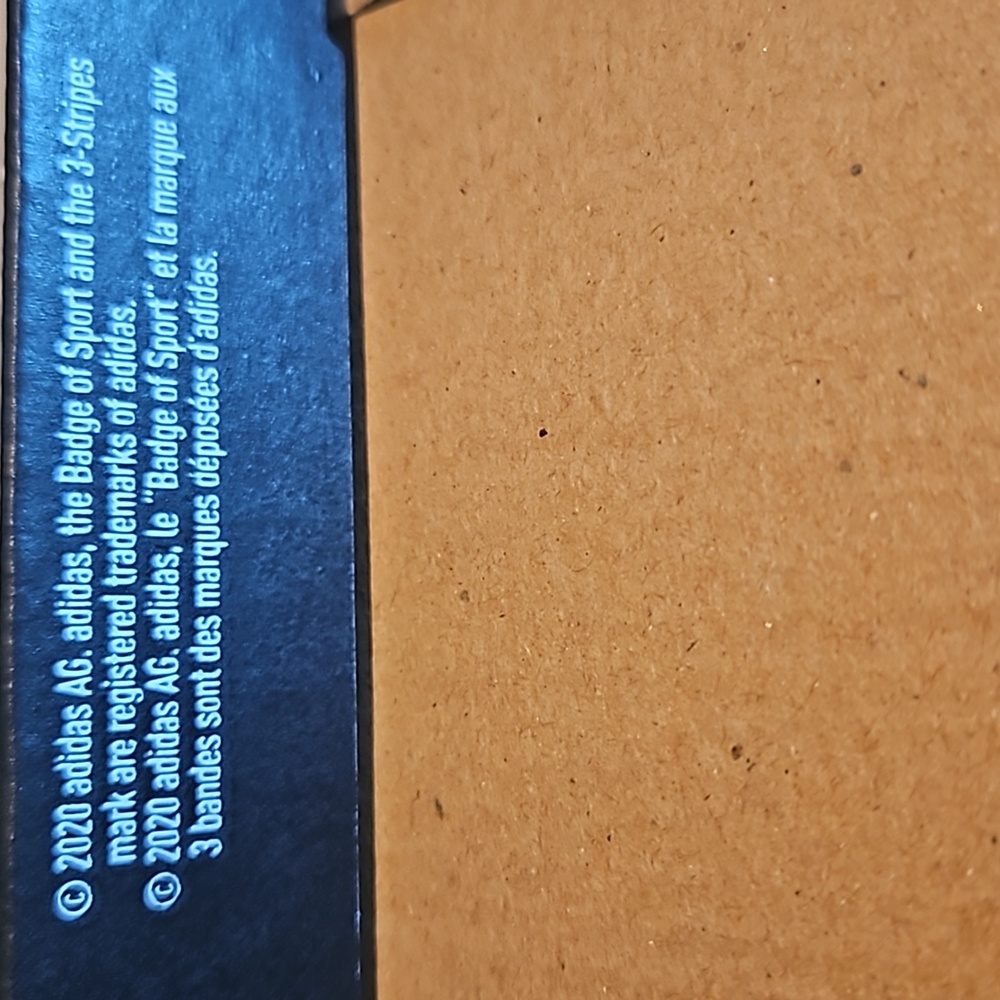 © 2020 adidas AG. adidas, the Badge of Sport and the 3-Stripes
mark are registered trademarks of adidas.
© 2020 adidas AG. adidas, le "Badge of Sport" et la marque aux
3 bandes sont des marques déposées d'adidas.